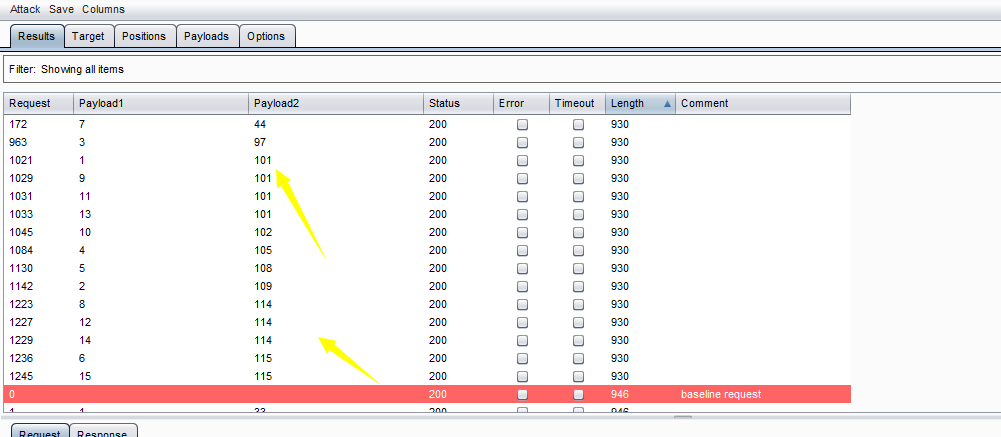 Attack Save Columns
Results Target Positions Payloads Options
Filter: Showing all items
Request Payload1 Payload2 Status Error Timeout Length Comment
172 7 44 200 930
963 3 97 200 930
1021 1 101 200 930
1029 9 101 200 930
1031 11 101 200 930
1033 13 101 200 930
1045 10 102 200 930
1084 4 105 200 930
1130 5 108 200 930
1142 2 109 200 930
1223 8 114 200 930
1227 12 114 200 930
1229 14 114 200 930
1236 6 115 200 930
1245 15 115 200 930
0 200 946 baseline request
1 1 33 200 946
Request Response